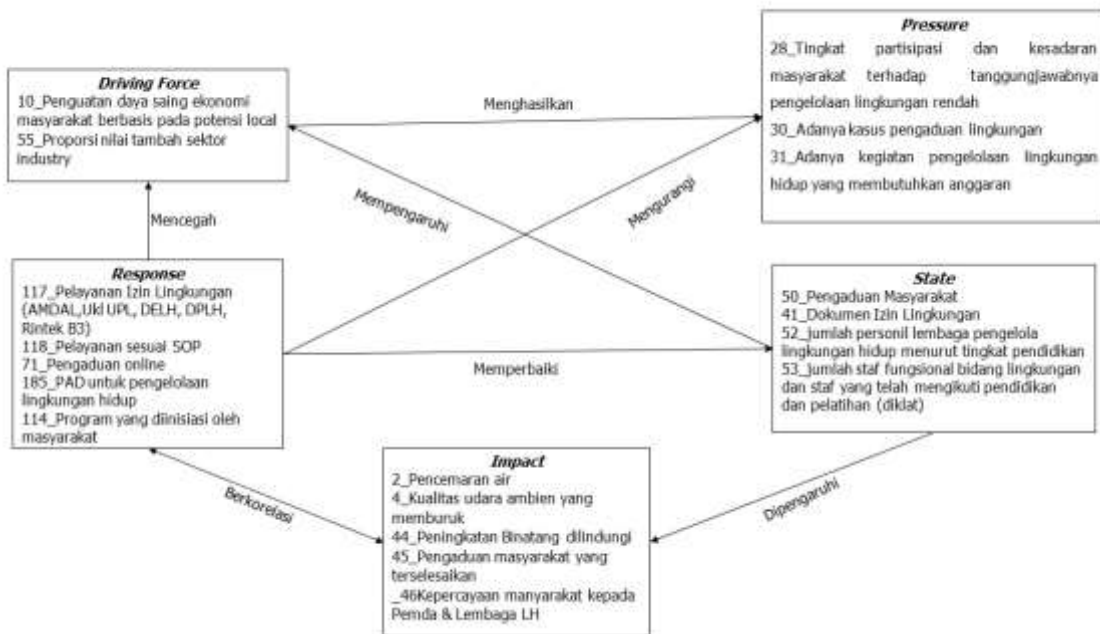 Pressure
28_Tingkat partisipasi dan kesadaran
masyarakat terhadap tanggungjawabnya
pengelolaan lingkungan rendah
30_Adanya kasus pengaduan lingkungan
31_Adanya kegiatan pengelolaan lingkungan
hidup yang membutuhkan anggaran
Driving Force
10_Penguatan daya saing ekonomi
masyarakat berbasis pada potensi local
55_Proporsi nilai tambah sektor
industry
Menghasilkan
Mempengaruhi
Mengurangi
Mencegah
Response
117_Pelayanan Izin Lingkungan
(AMDAL,Ukl UPL, DELH, DPLH,
Rintek B3)
118_Pelayanan sesuai SOP
71_Pengaduan online
185_PAD untuk pengelolaan
lingkungan hidup
114_Program yang diinisiasi oleh
masyarakat
Memperbaiki
State
50_Pengaduan Masyarakat
41_Dokumen Izin Lingkungan
52_jumlah personil lembaga pengelola
lingkungan hidup menurut tingkat pendidikan
53_jumlah staf fungsional bidang lingkungan
dan staf yang telah mengikuti pendidikan
dan pelatihan (diklat)
Berkorelasi
Dipengaruhi
Impact
2_Pencemaran air
4_Kualitas udara ambien yang
memburuk
44_Peningkatan Binatang dilindungi
45_Pengaduan masyarakat yang
terselesaikan
_46Kepercayaan manyarakat kepada
Pemda & Lembaga LH